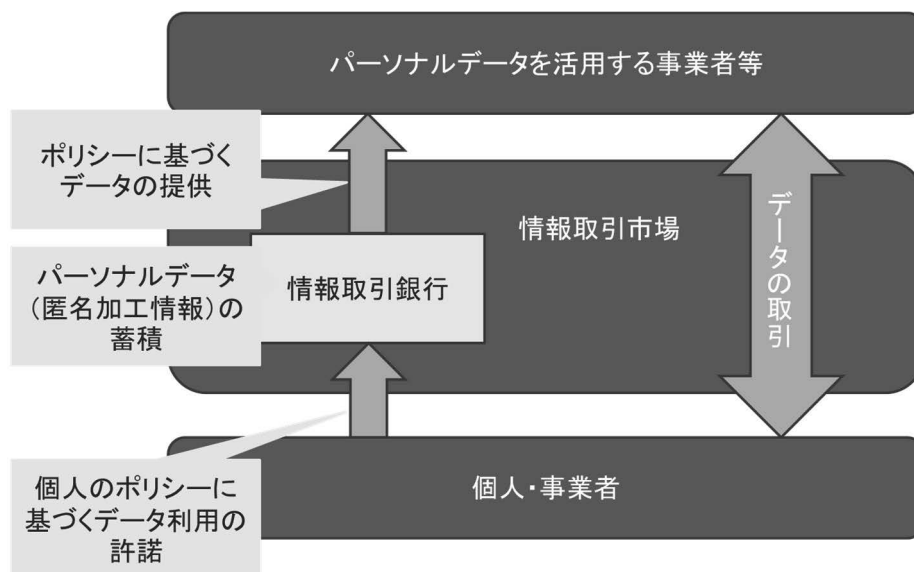 パーソナルデータを活用する事業者等
ポリシーに基づく
データの提供
情報取引市場
データの取引
パーソナルデータ
（匿名加工情報）の
蓄積
情報取引銀行
個人のポリシーに
基づくデータ利用の
許諾
個人・事業者